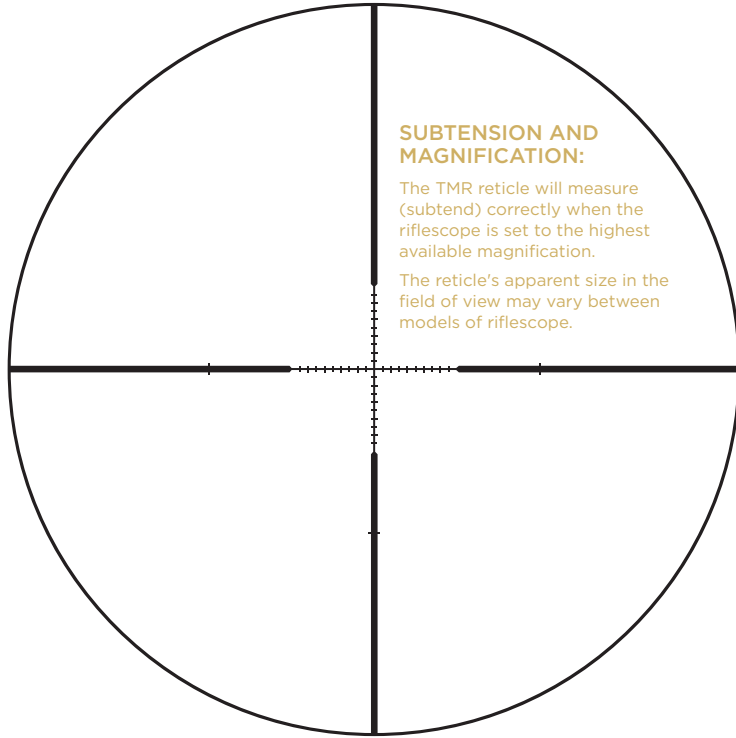 SUBTENSION AND
MAGNIFICATION:
The TMR reticle will measure
(subtend) correctly when the
riflescope is set to the highest
available magnification.
The reticle's apparent size in the
field of view may vary between
models of riflescope.